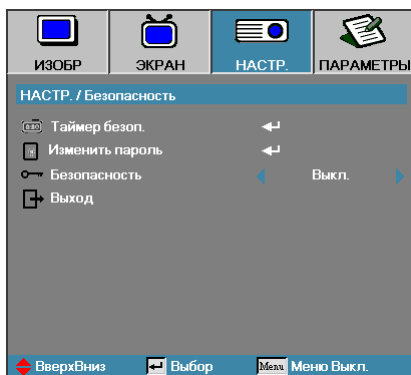 ИЗОБР ЭКРАН НАСТР. ПАРАМЕТРЫ
НАСТР. / Безопасность
Таймер безоп.
Изменить пароль
Безопасность Выкл.
Выход
ВверхВниз Выбор Menu Меню Выкл.